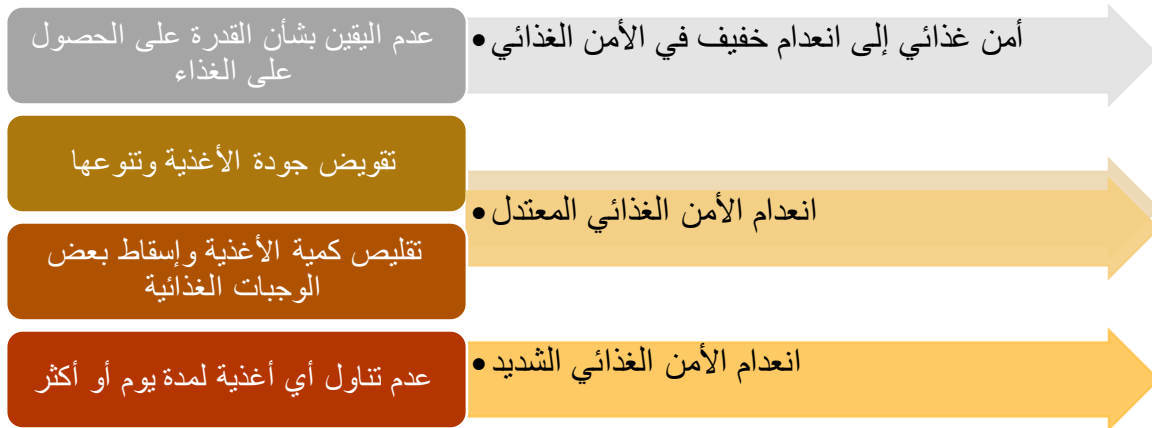 عدم اليقين بشأن القدرة على الحصول
على الغذاء
• أمن غذائي إلى انعدام خفيف في الأمن الغذائي
تقويض جودة الأغذية وتنوعها
• انعدام الأمن الغذائي المعتدل
تقليص كمية الأغذية وإسقاط بعض
الوجبات الغذائية
عدم تناول أي أغذية لمدة يوم أو أكثر
• انعدام الأمن الغذائي الشديد